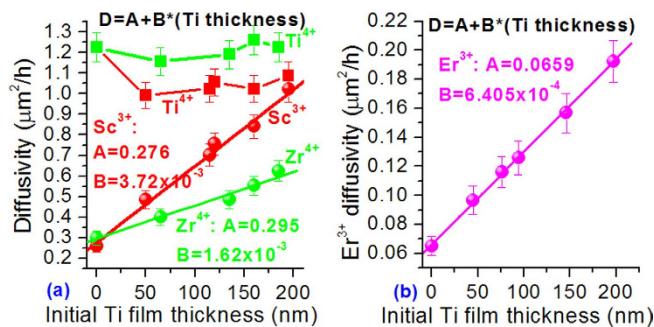 D=A+B*(Ti thickness)
Diffusivity (μm²/h)
1.3
1.2
1.1
1.0
0.9
0.8
0.7
0.6
0.5
0.4
0.3
0.2
Ti⁴⁺
Ti⁴⁺
Sc³⁺:
A=0.276
B=3.72x10⁻³
Sc³⁺
Zr⁴⁺
Zr⁴⁺: A=0.295
B=1.62x10⁻³
(a)
0 50 100 150 200
Initial Ti film thickness (nm)
D=A+B*(Ti thickness)
Er³⁺ diffusivity (μm²/h)
0.22
0.20
0.18
0.16
0.14
0.12
0.10
0.08
0.06
Er³⁺: A=0.0659
B=6.405x10⁻⁴
(b)
0 50 100 150 200
Initial Ti film thickness (nm)